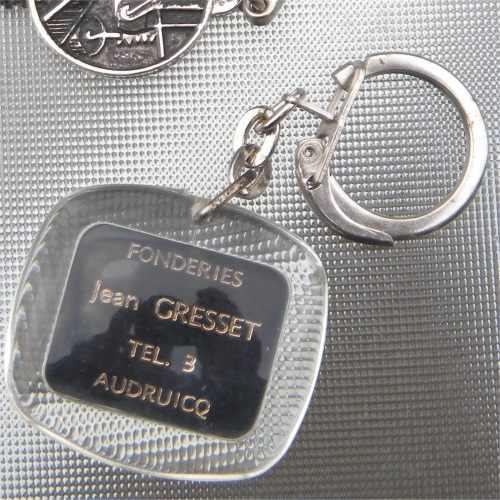 FONDERIES
Jean GRESSET
TEL. 3
AUDRUICQ